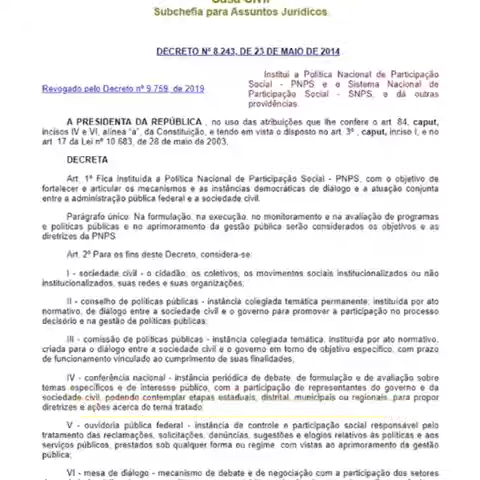 Casa Civil
Subchefia para Assuntos Jurídicos
DECRETO Nº 8.243, DE 23 DE MAIO DE 2014
Revogado pelo Decreto nº 9.759, de 2019
Institui a Política Nacional de Participação
Social - PNPS e o Sistema Nacional de
Participação Social - SNPS, e dá outras
providências.
A PRESIDENTA DA REPÚBLICA, no uso das atribuições que lhe confere o art. 84, caput,
incisos IV e VI, alínea “a”, da Constituição, e tendo em vista o disposto no art. 3º, caput, inciso I, e no
art. 17 da Lei nº 10.683, de 28 de maio de 2003,
DECRETA
Art. 1º Fica instituída a Política Nacional de Participação Social - PNPS, com o objetivo de
fortalecer e articular os mecanismos e as instâncias democráticas de diálogo e a atuação conjunta
entre a administração pública federal e a sociedade civil.
Parágrafo único. Na formulação, na execução, no monitoramento e na avaliação de programas
e políticas públicas e no aprimoramento da gestão pública serão considerados os objetivos e as
diretrizes da PNPS.
Art. 2º Para os fins deste Decreto, considera-se
I - sociedade civil - o cidadão, os coletivos, os movimentos sociais institucionalizados ou não
institucionalizados, suas redes e suas organizações;
II - conselho de políticas públicas - instância colegiada temática permanente, instituída por ato
normativo, de diálogo entre a sociedade civil e o governo para promover a participação no processo
decisório e na gestão de políticas públicas;
III - comissão de políticas públicas - instância colegiada temática, instituída por ato normativo,
criada para o diálogo entre a sociedade civil e o governo em torno de objetivo específico, com prazo
de funcionamento vinculado ao cumprimento de suas finalidades;
IV - conferência nacional - instância periódica de debate, de formulação e de avaliação sobre
temas específicos e de interesse público, com a participação de representantes do governo e da
sociedade civil, podendo contemplar etapas estaduais, distrital, municipais ou regionais, para propor
diretrizes e ações acerca do tema tratado;
V - ouvidoria pública federal - instância de controle e participação social responsável pelo
tratamento das reclamações, solicitações, denúncias, sugestões e elogios relativos às políticas e aos
serviços públicos, prestados sob qualquer forma ou regime, com vistas ao aprimoramento da gestão
pública;
VI - mesa de diálogo - mecanismo de debate e de negociação com a participação dos setores